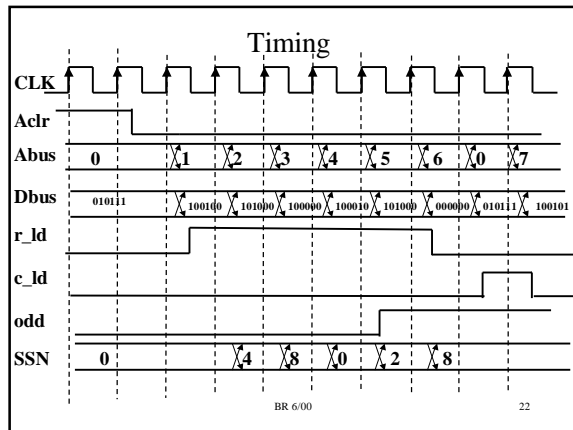 Timing
CLK
Aclr
Abus 0 1 2 3 4 5 6 0 7
Dbus 010111 100100 101000 100000 100010 101000 000000 010111 100101
r_ld
c_ld
odd
SSN 0 4 8 0 2 8
BR 6/00 22